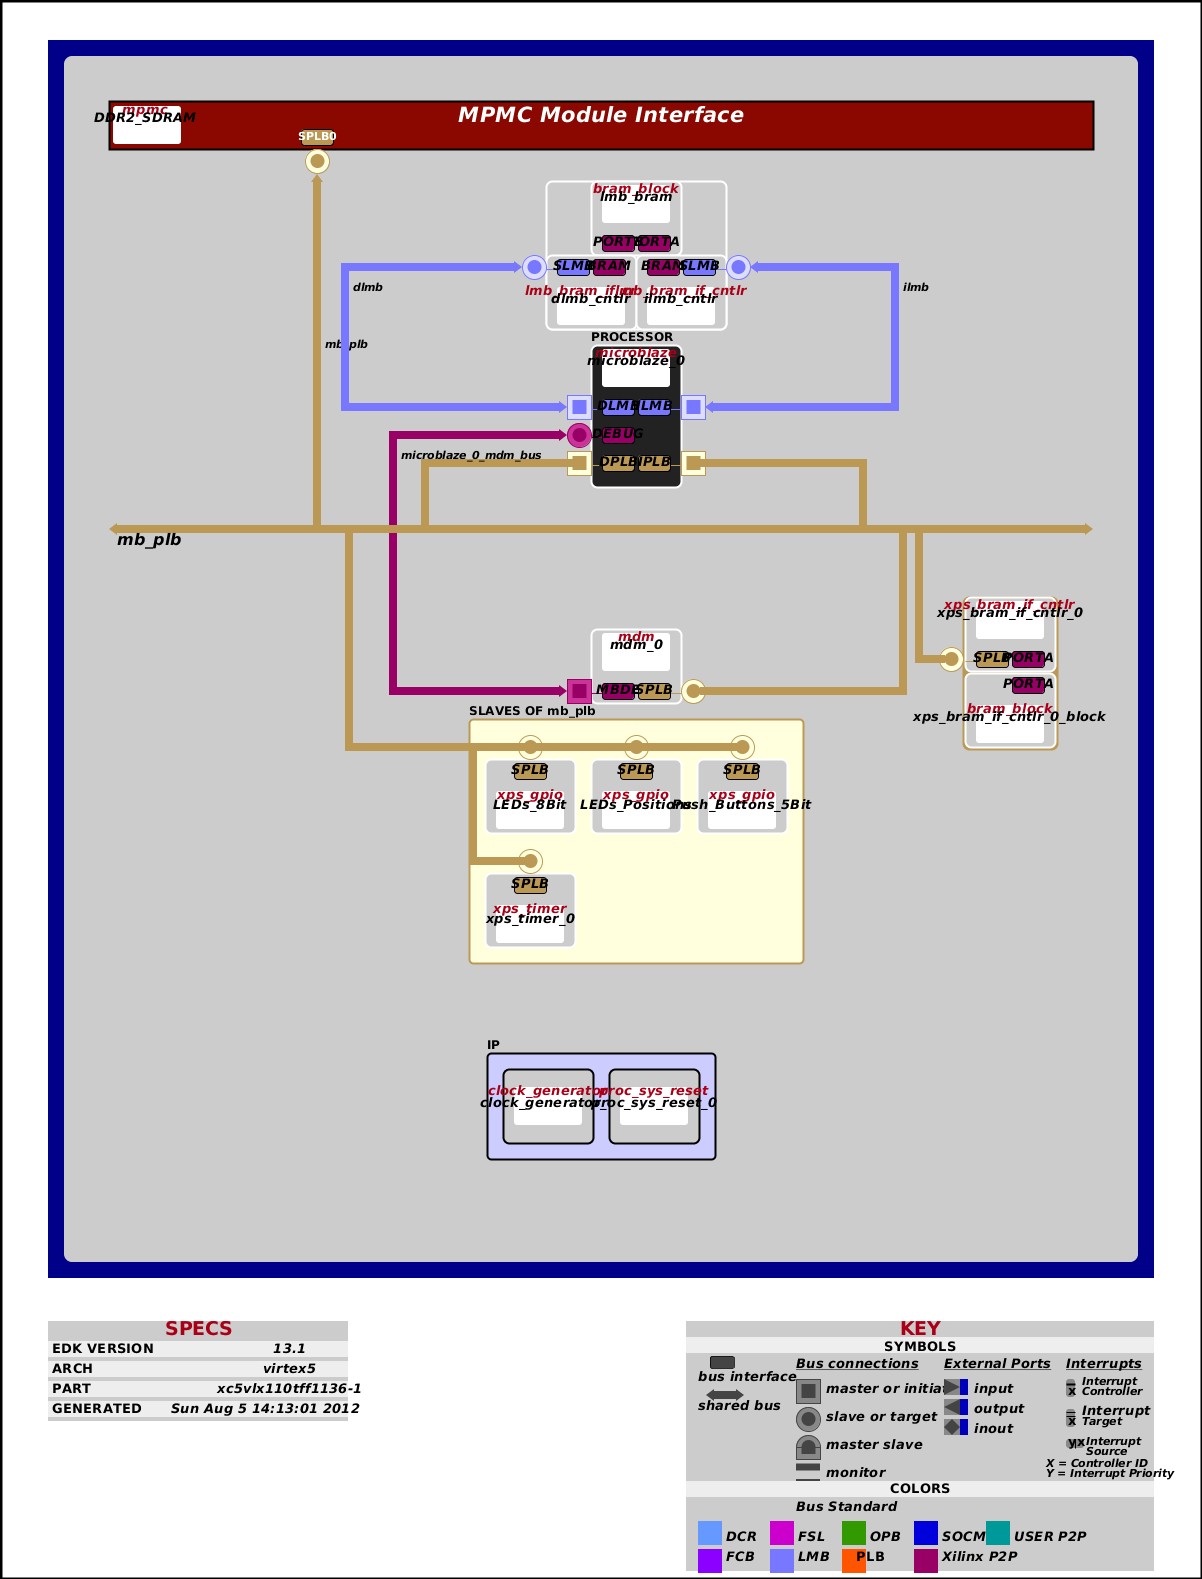 mpmc
DDR2_SDRAM
MPMC Module Interface
SPLB0
bram_block
lmb_bram
PORTB PORTA
SLMB BRAM BRAM SLMB
dlmb
ilmb
lmb_bram_if_cntlr lmb_bram_if_cntlr
dlmb_cntlr ilmb_cntlr
PROCESSOR
mb_plb
microblaze
microblaze_0
DLMB ILMB
DEBUG
microblaze_0_mdm_bus
DPLB IPLB
mb_plb
xps_bram_if_cntlr
xps_bram_if_cntlr_0
SPLB PORTA
PORTA
bram_block
xps_bram_if_cntlr_0_block
mdm
mdm_0
MBDEBUG SPLB
SLAVES OF mb_plb
SPLB SPLB SPLB
xps_gpio xps_gpio xps_gpio
LEDs_8Bit LEDs_Positions Push_Buttons_5Bit
SPLB
xps_timer
xps_timer_0
IP
clock_generator proc_sys_reset
clock_generator_0 proc_sys_reset_0
SPECS
EDK VERSION 13.1
ARCH virtex5
PART xc5vlx110tff1136-1
GENERATED Sun Aug 5 14:13:01 2012
KEY
SYMBOLS
bus interface
shared bus
Bus connections
master or initiat
slave or target
master slave
monitor
External Ports
input
output
inout
Interrupts
x Interrupt
Controller
x Interrupt
Target
y x Interrupt
Source
X = Controller ID
Y = Interrupt Priority
COLORS
Bus Standard
DCR FSL OPB SOCM USER P2P
FCB LMB PLB Xilinx P2P